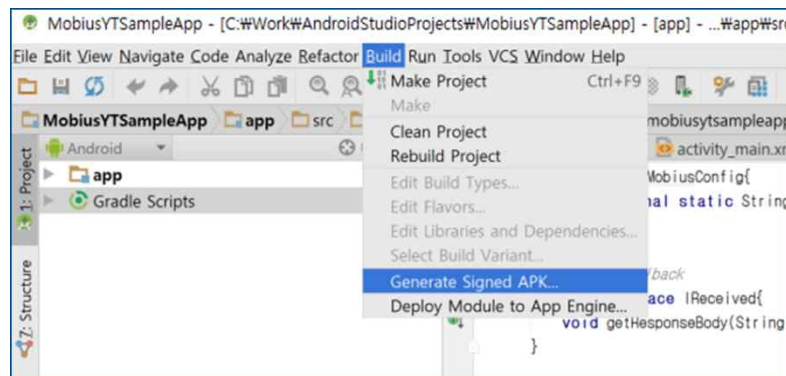 MobiusYTSampleApp - [C:₩Work₩AndroidStudioProjects₩MobiusYTSampleApp] - [app] - ...₩app₩sr
File Edit View Navigate Code Analyze Refactor Build Run Tools VCS Window Help
Make Project Ctrl+F9
MobiusYTSampleApp app src
Make
mobiusytsampleapp
Android
Clean Project
activity_main.xm
1: Project
app
Rebuild Project
MobiusConfig{
Gradle Scripts
Edit Build Types...
nal static String
Edit Flavors...
Edit Libraries and Dependencies...
Select Build Variant...
back
Generate Signed APK...
ace IReceived{
Deploy Module to App Engine...
void getResponseBody(String
}
Z: Structure